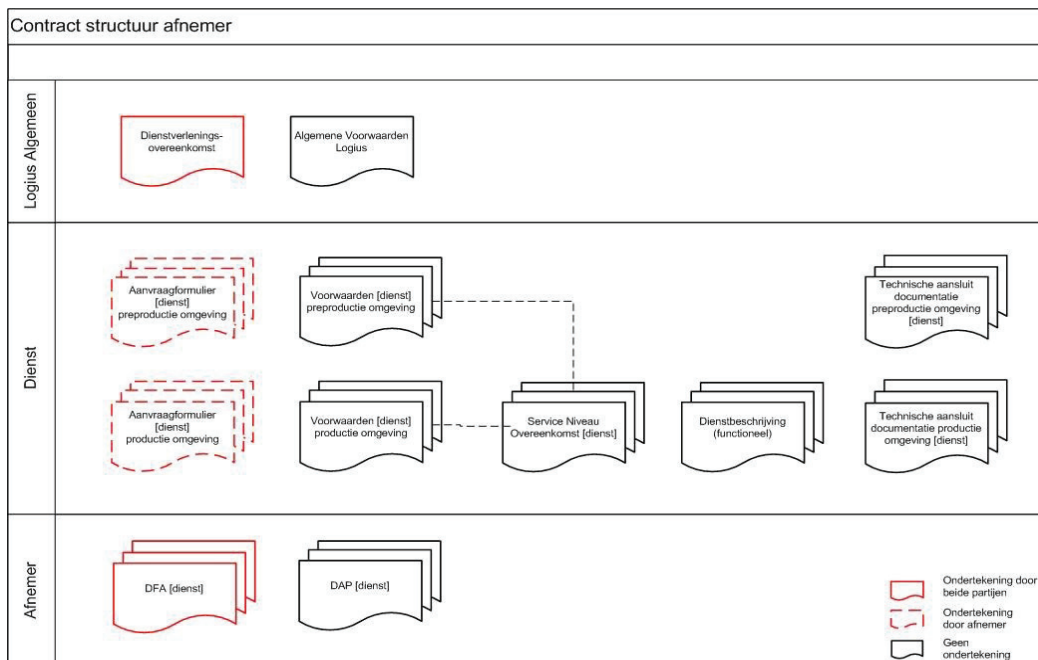 Contract structuur afnemer
Logius Algemeen
Dienstverlenings-
overeenkomst
Algemene Voorwaarden
Logius
Dienst
Aanvraagformulier
[dienst]
preproductie omgeving
Voorwaarden [dienst]
preproductie omgeving
Technische aansluit
documentatie
preproductie omgeving
[dienst]
Aanvraagformulier
[dienst]
productie omgeving
Voorwaarden [dienst]
productie omgeving
Service Niveau
Overeenkomst [dienst]
Dienstbeschrijving
(functioneel)
Technische aansluit
documentatie productie
omgeving [dienst]
Afnemer
DFA [dienst]
DAP [dienst]
Ondertekening door
beide partijen
Ondertekening
door afnemer
Geen
ondertekening